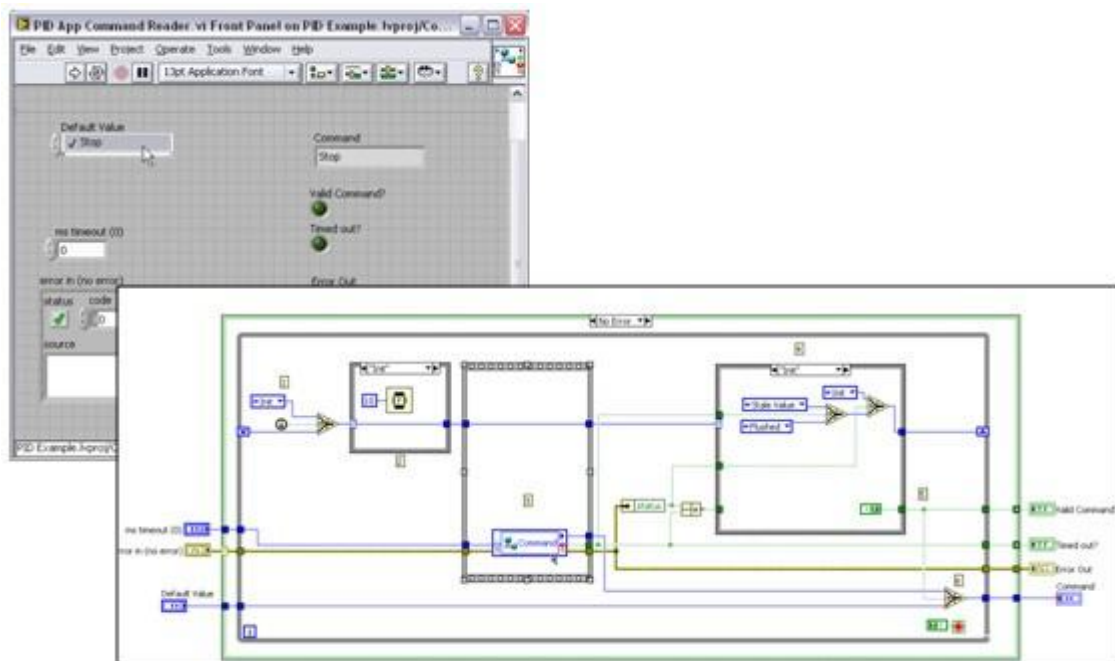 PID App Command Reader.vi Front Panel on PID Example.lvproj/Co...
File Edit View Project Operate Tools Window Help
13pt Application Font
Default Value
Stop
Command
Stop
Valid Command?
Timed out?
ms timeout (0)
0
error in (no error)
Error Out
status code
0
source
PID Example.lvproj/
No Error
"Init"
Init
10
"Init"
Init
Stale Value
Flushed
status
Command
ms timeout (0)
error in (no error)
Default Value
i
Valid Command
Timed out?
Error Out
Command